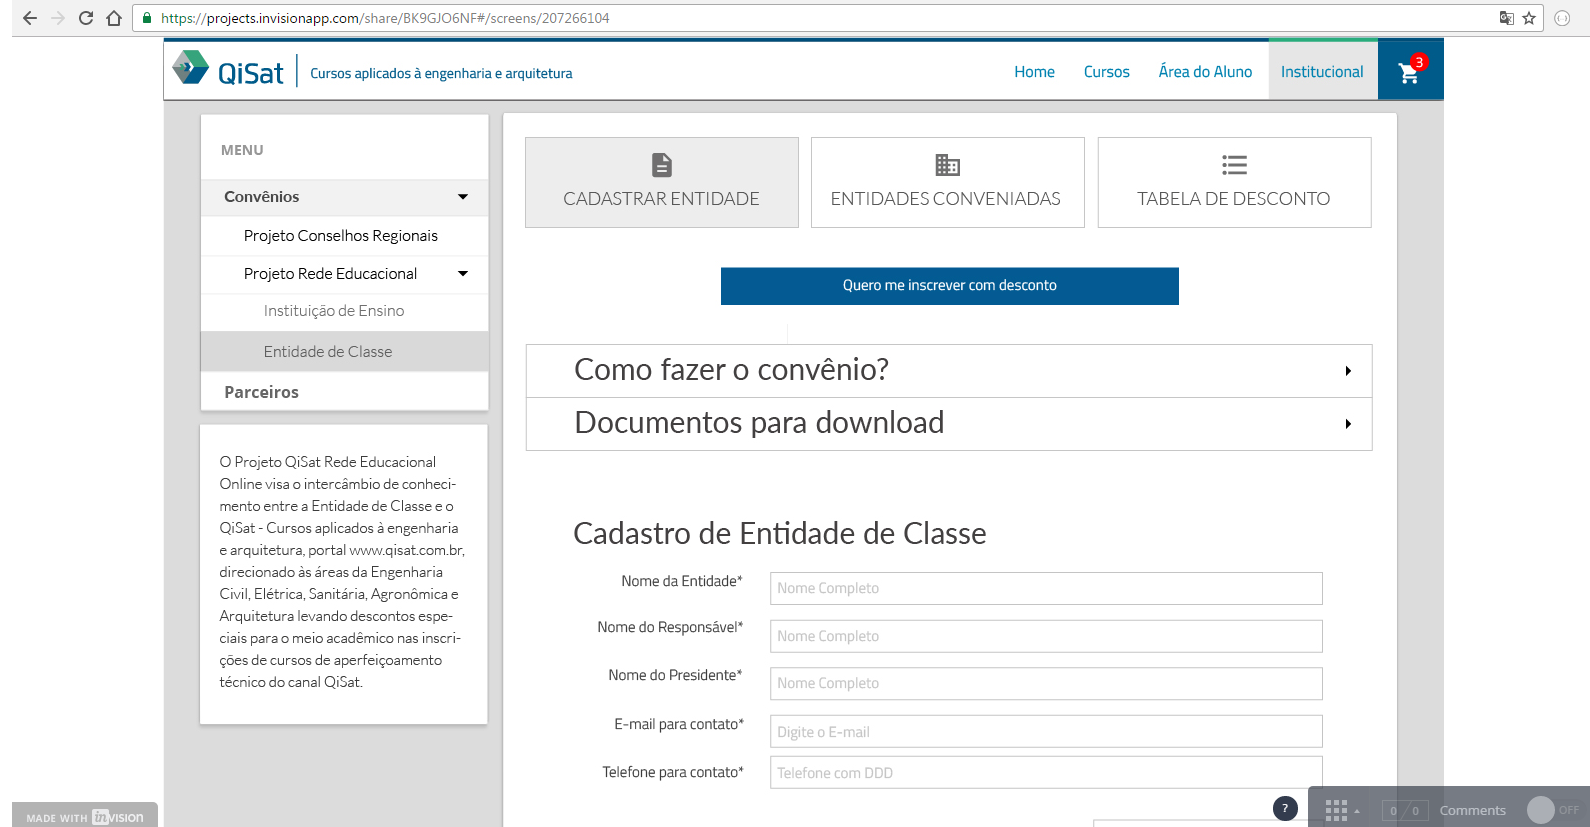 https://projects.invisionapp.com/share/BK9GJO6NF#/screens/207266104
QiSat
Cursos aplicados à engenharia e arquitetura
Home
Cursos
Área do Aluno
Institucional
3
MENU
Convênios
Projeto Conselhos Regionais
Projeto Rede Educacional
Instituição de Ensino
Entidade de Classe
Parceiros
O Projeto QiSat Rede Educacional
Online visa o intercâmbio de conheci-
mento entre a Entidade de Classe e o
QiSat - Cursos aplicados à engenharia
e arquitetura, portal www.qisat.com.br,
direcionado às áreas da Engenharia
Civil, Elétrica, Sanitária, Agronômica e
Arquitetura levando descontos espe-
ciais para o meio acadêmico nas inscri-
ções de cursos de aperfeiçoamento
técnico do canal QiSat.
CADASTRAR ENTIDADE
ENTIDADES CONVENIADAS
TABELA DE DESCONTO
Quero me inscrever com desconto
Como fazer o convênio?
Documentos para download
Cadastro de Entidade de Classe
Nome da Entidade*
Nome Completo
Nome do Responsável*
Nome Completo
Nome do Presidente*
Nome Completo
E-mail para contato*
Digite o E-mail
Telefone para contato*
Telefone com DDD
MADE WITH invision
?
0/0
Comments
OFF